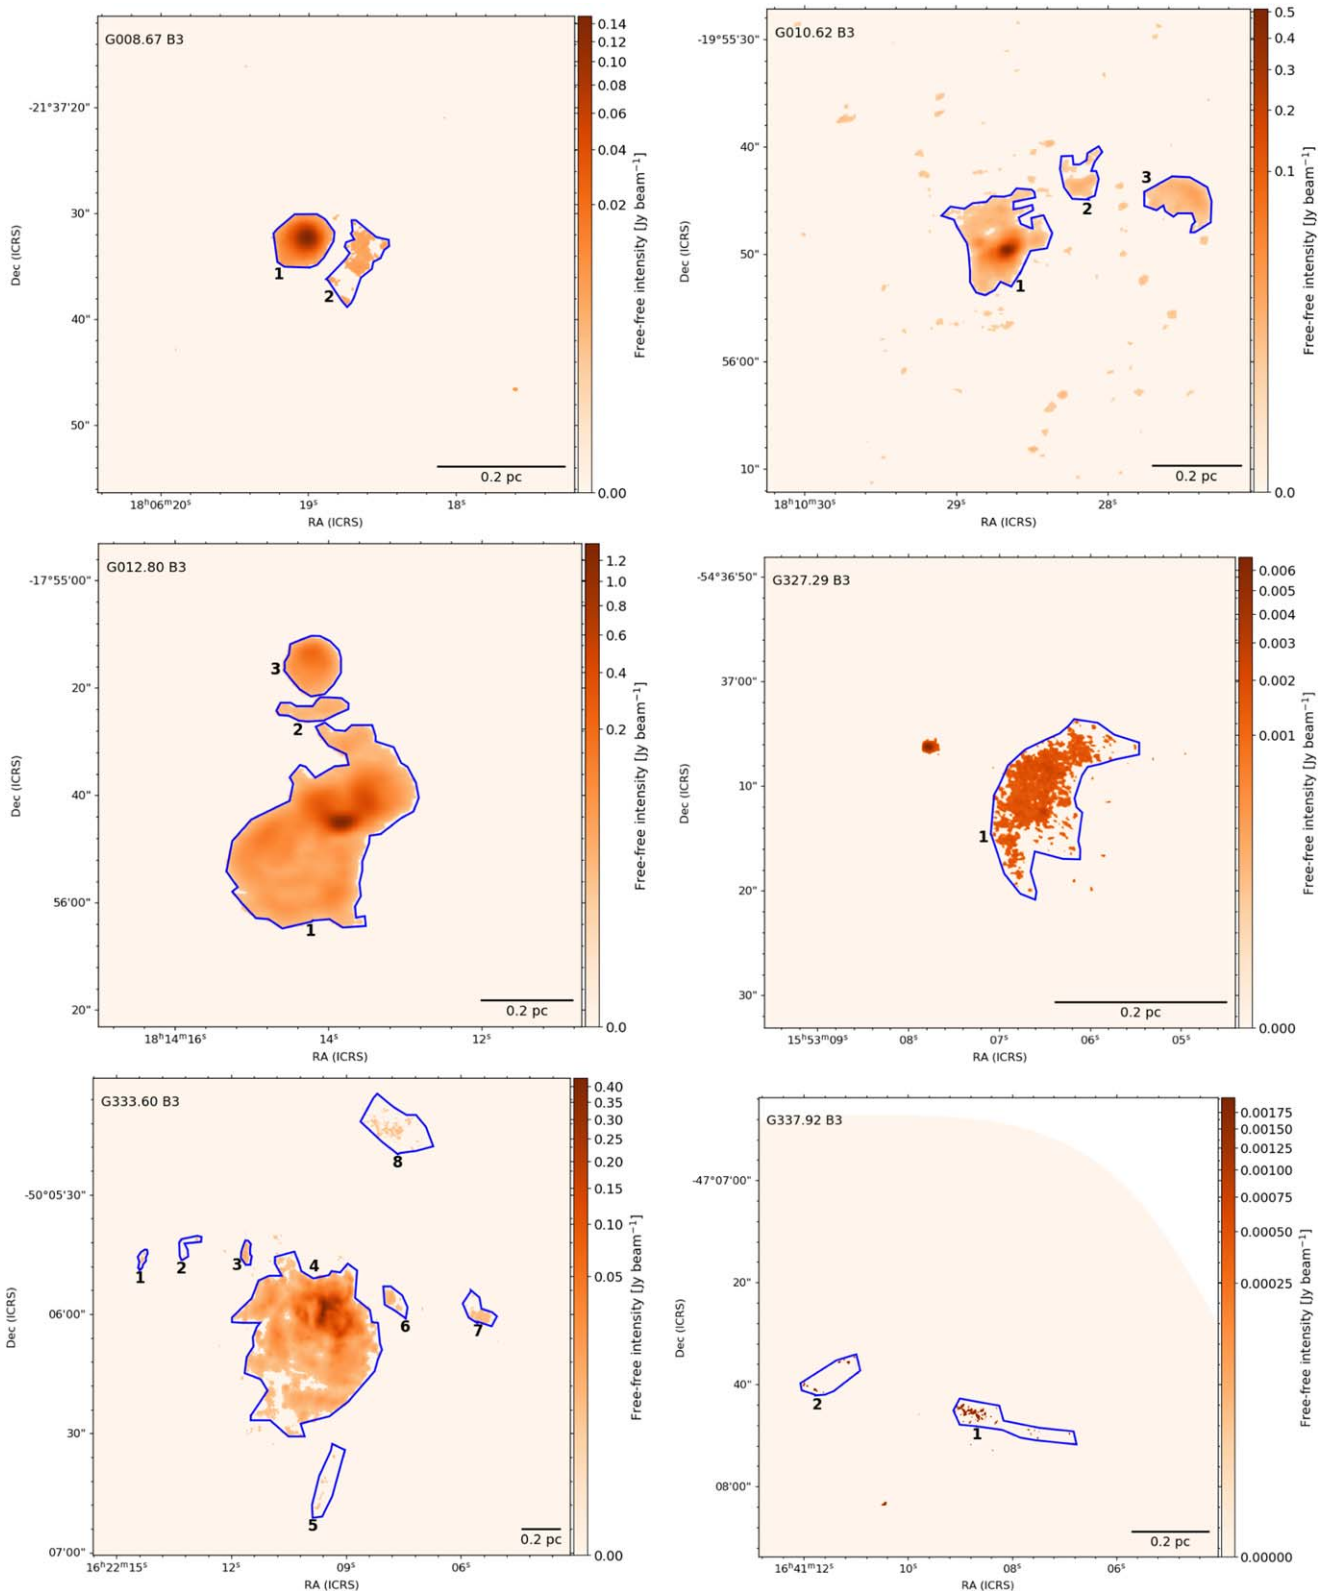 G008.67 B3
-21°37'20"
30"
40"
50"
18ʰ06ᵐ20ˢ
19ˢ
18ˢ
RA (ICRS)
Dec (ICRS)
1
2
0.2 pc
0.14
0.12
0.10
0.08
0.06
0.04
0.02
0.00
Free-free intensity [Jy beam⁻¹]
G010.62 B3
-19°55'30"
40"
50"
56'00"
10"
18ʰ10ᵐ30ˢ
29ˢ
28ˢ
RA (ICRS)
Dec (ICRS)
1
2
3
0.2 pc
0.5
0.4
0.3
0.2
0.1
0.0
Free-free intensity [Jy beam⁻¹]
G012.80 B3
-17°55'00"
20"
40"
56'00"
20"
18ʰ14ᵐ16ˢ
14ˢ
12ˢ
RA (ICRS)
Dec (ICRS)
3
2
1
0.2 pc
1.2
1.0
0.8
0.6
0.4
0.2
0.0
Free-free intensity [Jy beam⁻¹]
G327.29 B3
-54°36'50"
37'00"
10"
20"
30"
15ʰ53ᵐ09ˢ
08ˢ
07ˢ
06ˢ
05ˢ
RA (ICRS)
Dec (ICRS)
1
0.2 pc
0.006
0.005
0.004
0.003
0.002
0.001
0.000
Free-free intensity [Jy beam⁻¹]
G333.60 B3
-50°05'30"
06'00"
30"
07'00"
16ʰ22ᵐ15ˢ
12ˢ
09ˢ
06ˢ
RA (ICRS)
Dec (ICRS)
8
1
2
3
4
6
7
5
0.2 pc
0.40
0.35
0.30
0.25
0.20
0.15
0.10
0.05
0.00
Free-free intensity [Jy beam⁻¹]
G337.92 B3
-47°07'00"
20"
40"
08'00"
16ʰ41ᵐ12ˢ
10ˢ
08ˢ
06ˢ
RA (ICRS)
Dec (ICRS)
2
1
0.2 pc
0.00175
0.00150
0.00125
0.00100
0.00075
0.00050
0.00025
0.00000
Free-free intensity [Jy beam⁻¹]